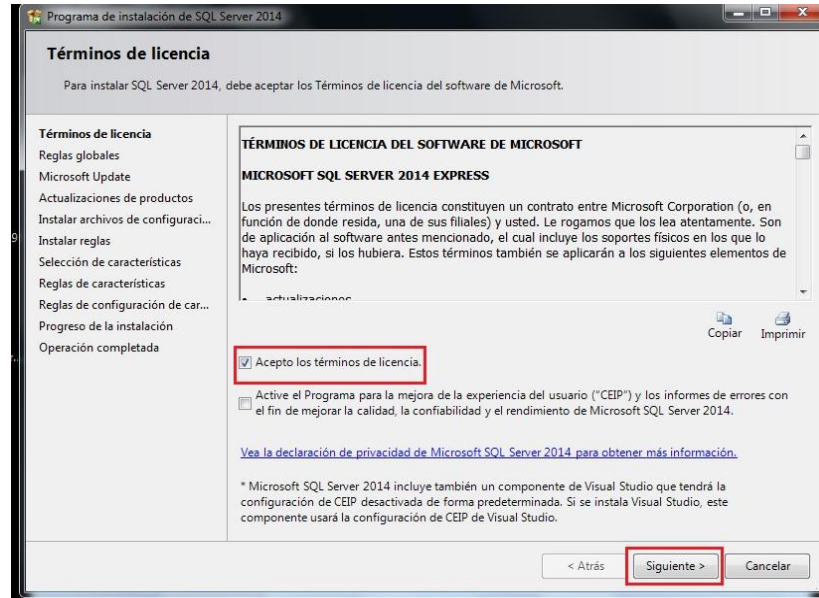 Programa de instalación de SQL Server 2014
Términos de licencia
Para instalar SQL Server 2014, debe aceptar los Términos de licencia del software de Microsoft.
Términos de licencia
Reglas globales
Microsoft Update
Actualizaciones de productos
Instalar archivos de configuraci...
Instalar reglas
Selección de características
Reglas de características
Reglas de configuración de car...
Progreso de la instalación
Operación completada
TÉRMINOS DE LICENCIA DEL SOFTWARE DE MICROSOFT
MICROSOFT SQL SERVER 2014 EXPRESS
Los presentes términos de licencia constituyen un contrato entre Microsoft Corporation (o, en
función de donde resida, una de sus filiales) y usted. Le rogamos que los lea atentamente. Son
de aplicación al software antes mencionado, el cual incluye los soportes físicos en los que lo
haya recibido, si los hubiera. Estos términos también se aplicarán a los siguientes elementos de
Microsoft:
• actualizaciones
Copiar Imprimir
Acepto los términos de licencia.
Active el Programa para la mejora de la experiencia del usuario ("CEIP") y los informes de errores con
el fin de mejorar la calidad, la confiabilidad y el rendimiento de Microsoft SQL Server 2014.
Vea la declaración de privacidad de Microsoft SQL Server 2014 para obtener más información.
* Microsoft SQL Server 2014 incluye también un componente de Visual Studio que tendrá la
configuración de CEIP desactivada de forma predeterminada. Si se instala Visual Studio, este
componente usará la configuración de CEIP de Visual Studio.
< Atrás Siguiente > Cancelar